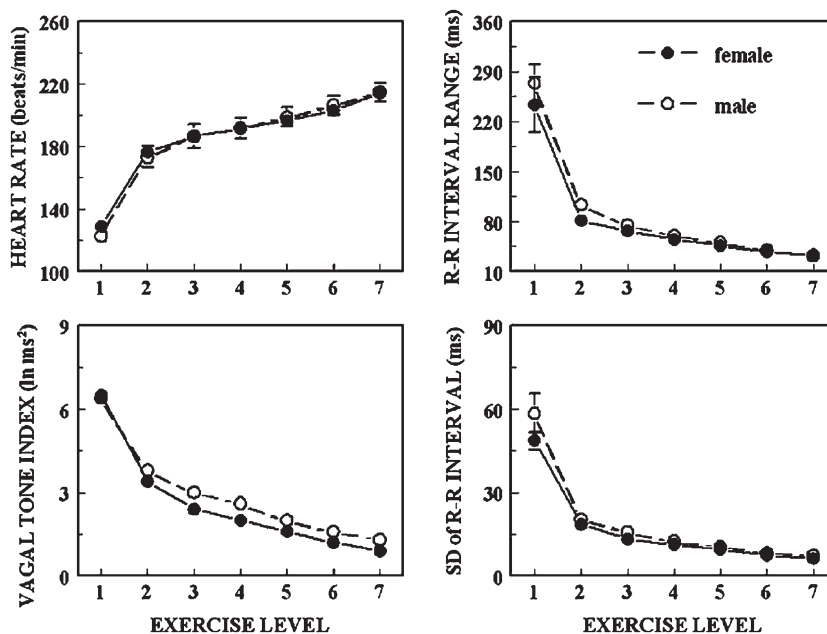 HEART RATE (beats/min)
260
220
180
140
100
1 2 3 4 5 6 7
R-R INTERVAL RANGE (ms)
360
290
220
150
80
10
female
male
1 2 3 4 5 6 7
VAGAL TONE INDEX (ln ms²)
9
6
3
0
1 2 3 4 5 6 7
EXERCISE LEVEL
SD of R-R INTERVAL (ms)
90
60
30
0
1 2 3 4 5 6 7
EXERCISE LEVEL